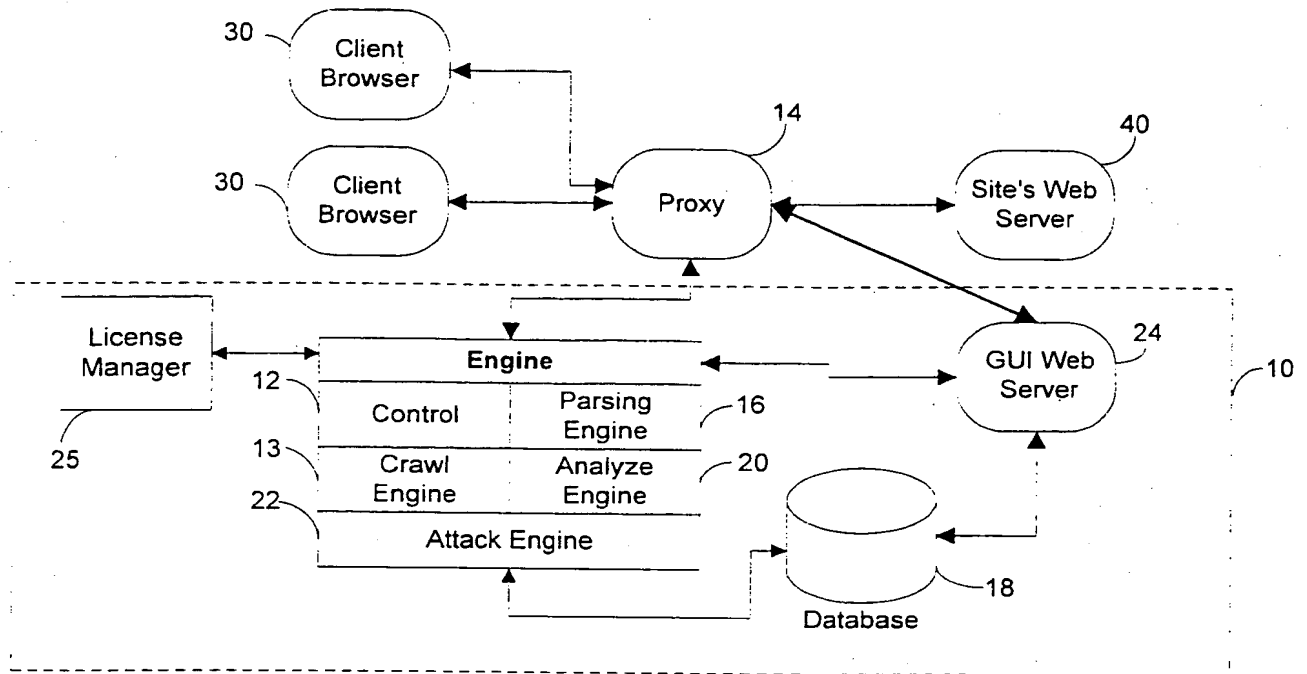 30
Client
Browser
14
40
30
Client
Browser
Proxy
Site's Web
Server
License
Manager
Engine
GUI Web
Server
24
10
12
Control
Parsing
Engine
16
25
13
Crawl
Engine
Analyze
Engine
20
22
Attack Engine
18
Database